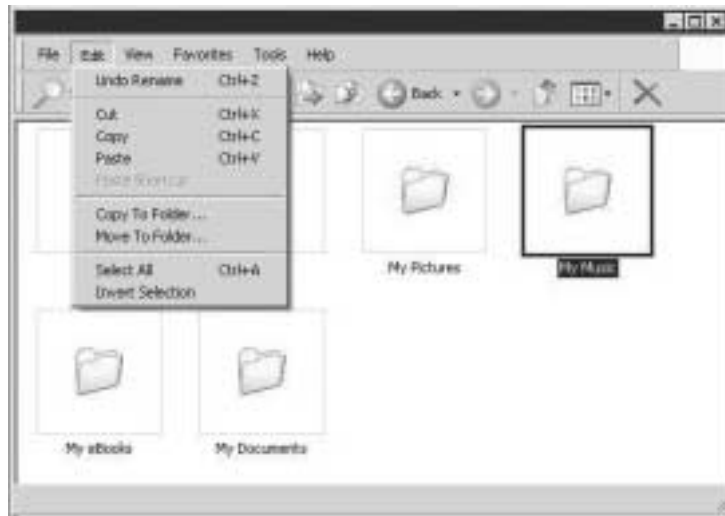 File Edit View Favorites Tools Help
Undo Rename Ctrl+Z
Cut Ctrl+X
Copy Ctrl+C
Paste Ctrl+V
Paste Shortcut
Copy To Folder...
Move To Folder...
Select All Ctrl+A
Invert Selection
Back
My Pictures
My Music
My eBooks
My Documents